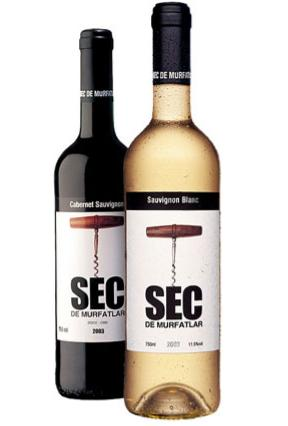 SEC DE MURFATLAR
Cabernet Sauvignon
SEC
DE MURFATLAR
2003
SEC DE MURFATLAR
Sauvignon Blanc
SEC
DE MURFATLAR
750ml 2003 11.5%vol